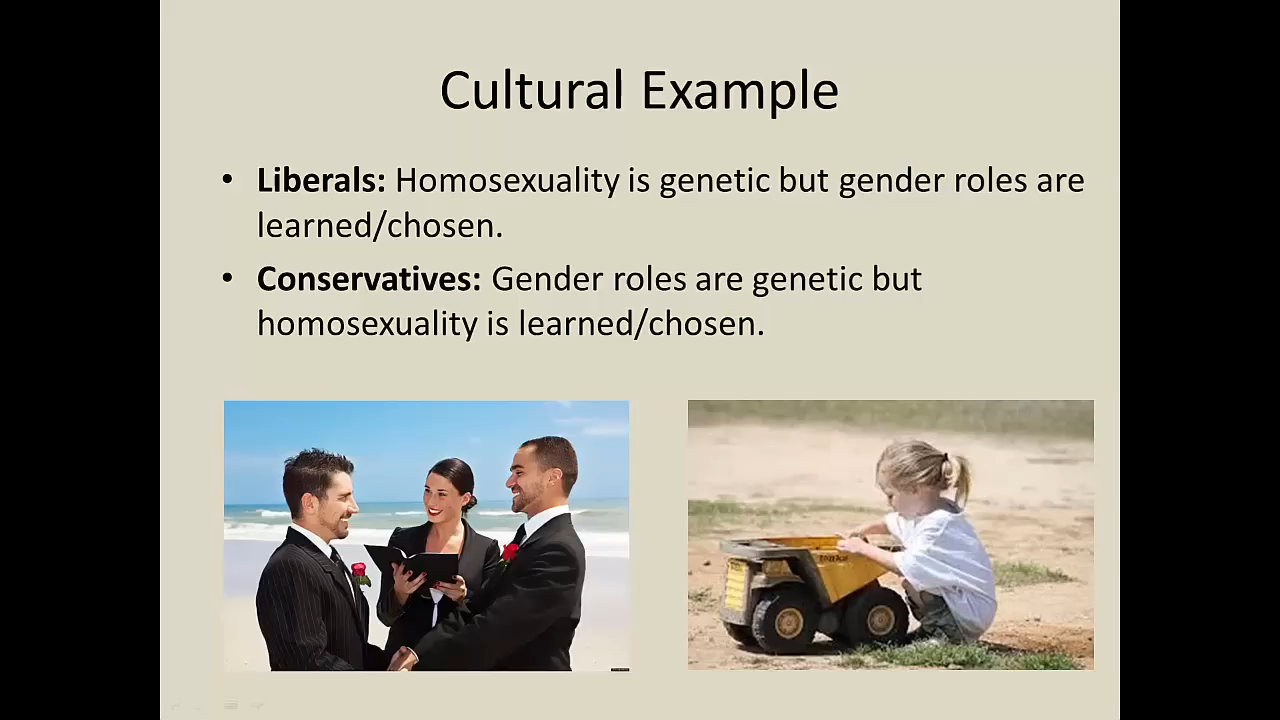 Cultural Example
• Liberals: Homosexuality is genetic but gender roles are
learned/chosen.
• Conservatives: Gender roles are genetic but
homosexuality is learned/chosen.